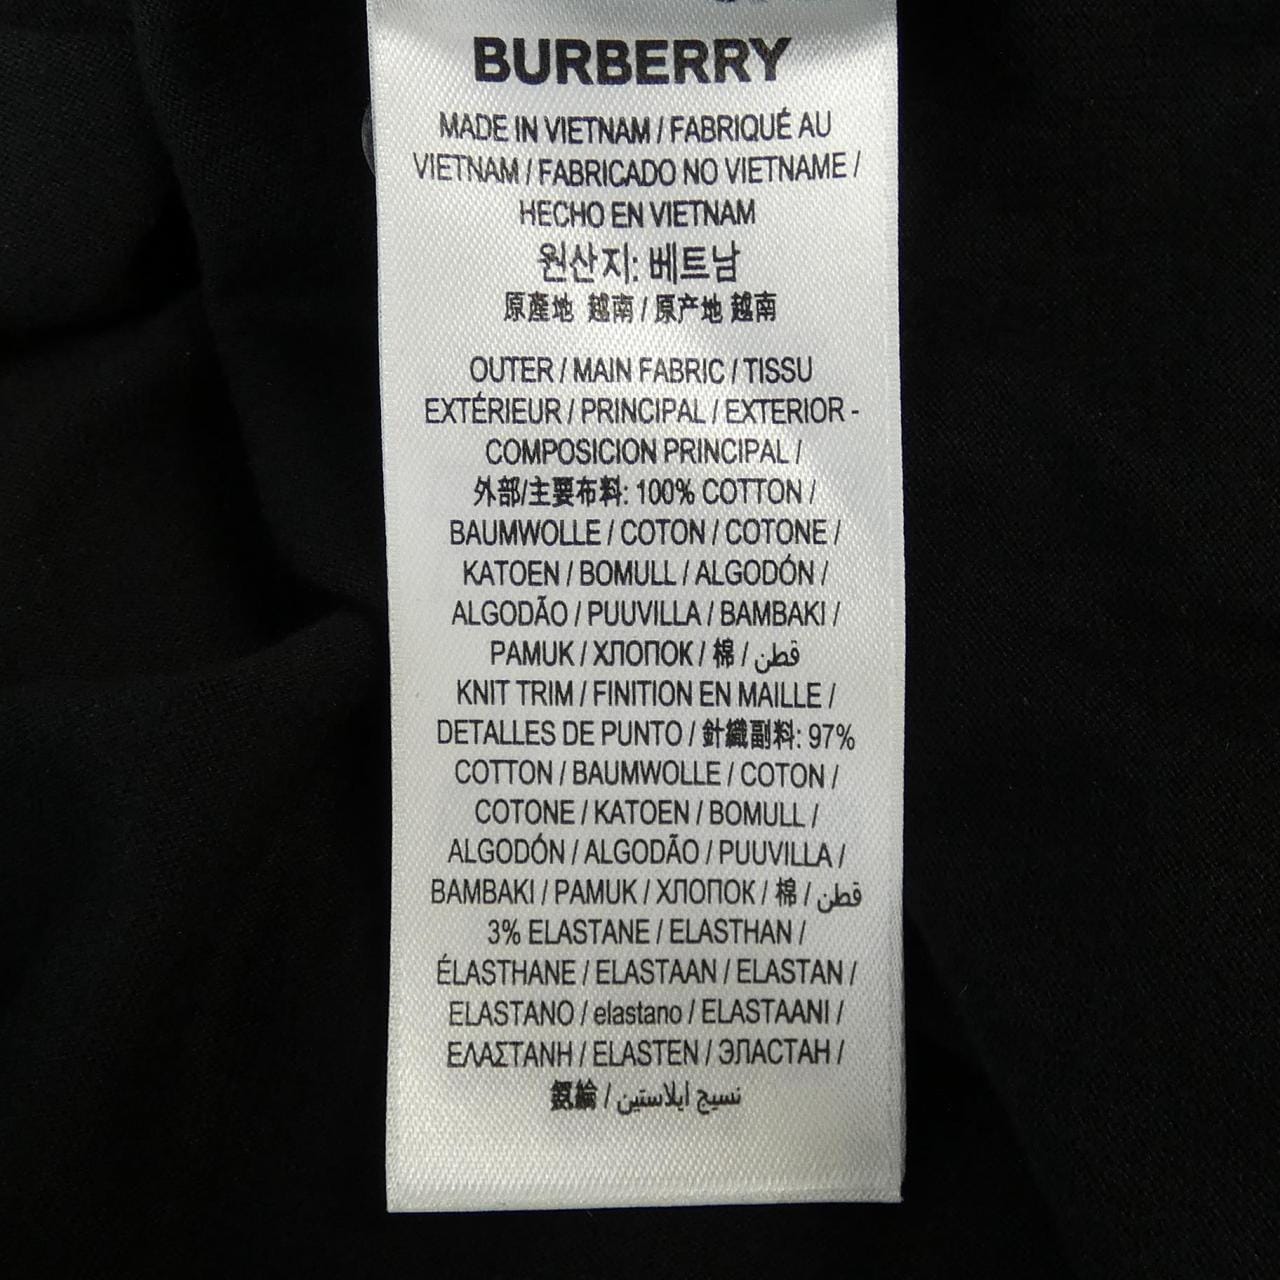 BURBERRY
MADE IN VIETNAM / FABRIQUÉ AU
VIETNAM / FABRICADO NO VIETNAME /
HECHO EN VIETNAM
원산지: 베트남
原產地 越南 / 原产地 越南
OUTER / MAIN FABRIC / TISSU
EXTÉRIEUR / PRINCIPAL / EXTERIOR -
COMPOSICION PRINCIPAL /
外部/主要布料: 100% COTTON /
BAUMWOLLE / COTON / COTONE /
KATOEN / BOMULL / ALGODÓN /
ALGODÃO / PUUVILLA / BAMBAKI /
PAMUK / ХЛОПОК / 棉 / قطن
KNIT TRIM / FINITION EN MAILLE /
DETALLES DE PUNTO / 針織副料: 97%
COTTON / BAUMWOLLE / COTON /
COTONE / KATOEN / BOMULL /
ALGODÓN / ALGODÃO / PUUVILLA /
BAMBAKI / PAMUK / ХЛОПОК / 棉 / قطن
3% ELASTANE / ELASTHAN /
ÉLASTHANE / ELASTAAN / ELASTAN /
ELASTANO / elastano / ELASTAANI /
ΕΛΑΣΤΑΝΗ / ELASTEN / ЭЛАСТАН /
氨綸 / نسيج ايلاستين